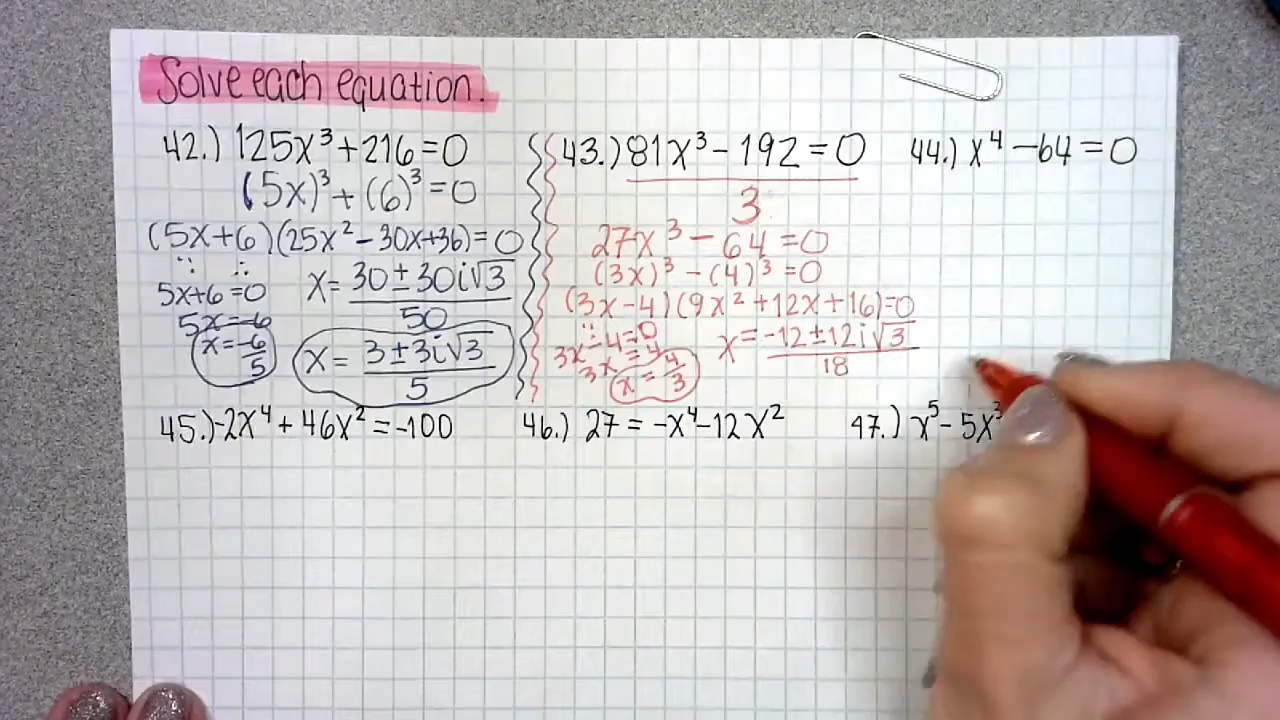 Solve each equation.
42.) 125x³ + 216 = 0
(5x)³ + (6)³ = 0
(5x+6)(25x² - 30x + 36) = 0
5x+6 = 0
5x = -6
x = -6/5
x = (30 ± 30i√3)/50
x = (3 ± 3i√3)/5
43.) 81x³ - 192 = 0
3
27x³ - 64 = 0
(3x)³ - (4)³ = 0
(3x-4)(9x² + 12x + 16) = 0
3x - 4 = 0
3x = 4
x = 4/3
x = (-12 ± 12i√3)/18
44.) x⁴ - 64 = 0
45.) -2x⁴ + 46x² = -100
46.) 27 = -x⁴ - 12x²
47.) x⁵ - 5x³